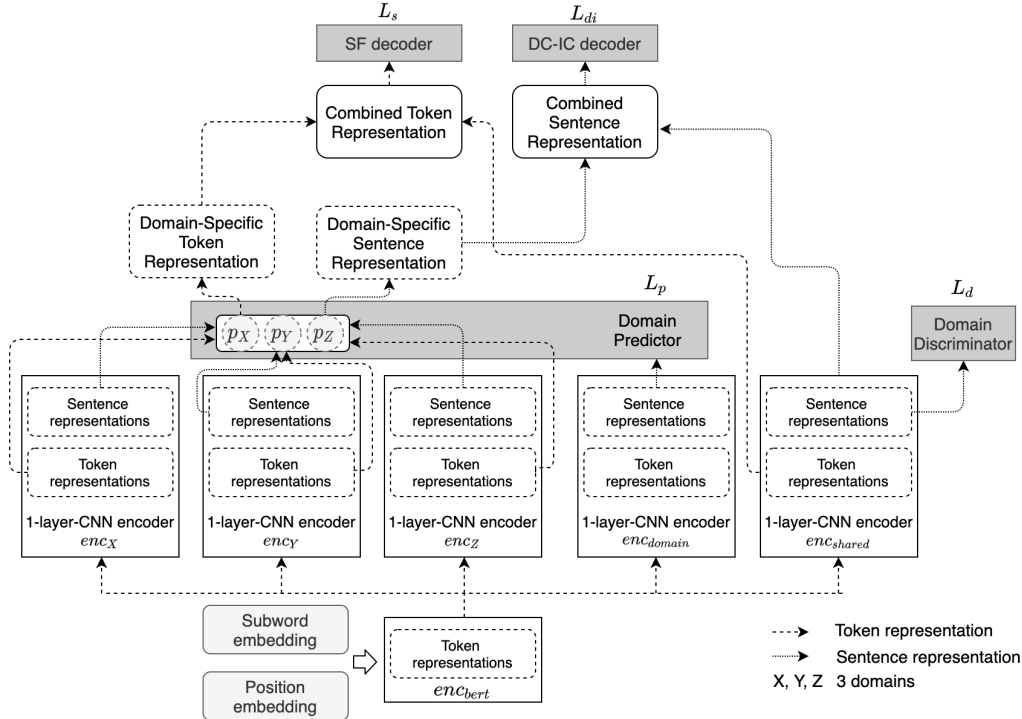 L_s
L_di
SF decoder
DC-IC decoder
Combined Token
Representation
Combined
Sentence
Representation
Domain-Specific
Token
Representation
Domain-Specific
Sentence
Representation
L_p
L_d
p_X
p_Y
p_Z
Domain
Predictor
Domain
Discriminator
Sentence
representations
Token
representations
1-layer-CNN encoder
enc_X
Sentence
representations
Token
representations
1-layer-CNN encoder
enc_Y
Sentence
representations
Token
representations
1-layer-CNN encoder
enc_Z
Sentence
representations
Token
representations
1-layer-CNN encoder
enc_domain
Sentence
representations
Token
representations
1-layer-CNN encoder
enc_shared
Subword
embedding
Position
embedding
Token
representations
enc_bert
Token representation
Sentence representation
X, Y, Z 3 domains